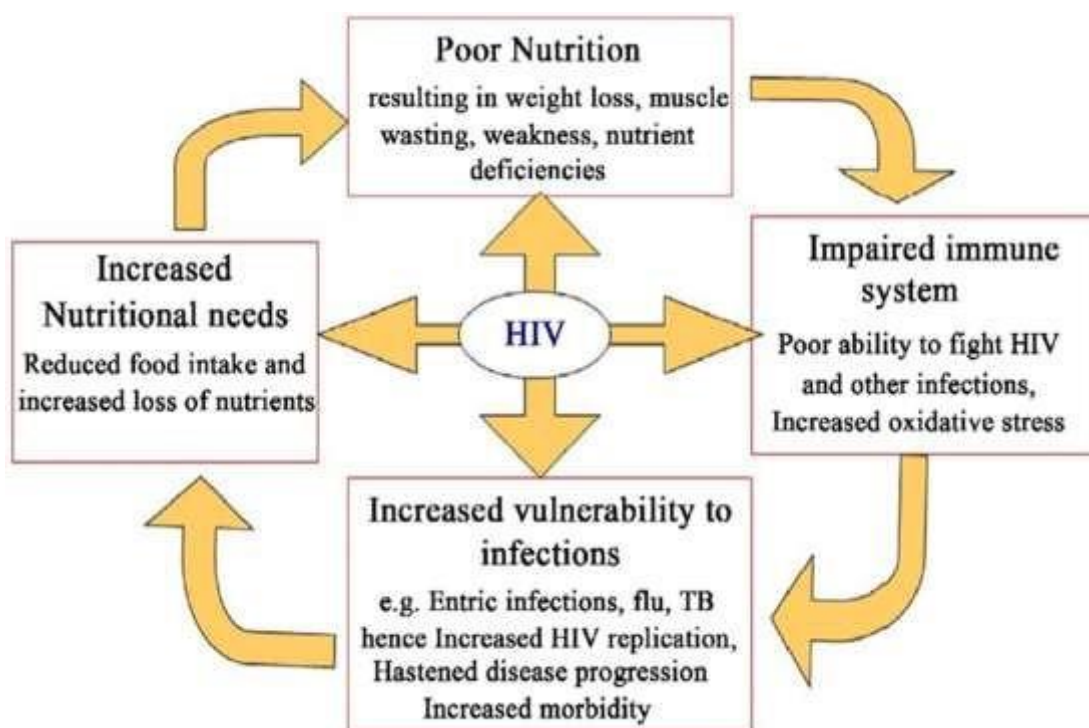 Poor Nutrition
resulting in weight loss, muscle
wasting, weakness, nutrient
deficiencies
Impaired immune
system
Poor ability to fight HIV
and other infections,
Increased oxidative stress
Increased
Nutritional needs
Reduced food intake and
increased loss of nutrients
HIV
Increased vulnerability to
infections
e.g. Entric infections, flu, TB
hence Increased HIV replication,
Hastened disease progression
Increased morbidity